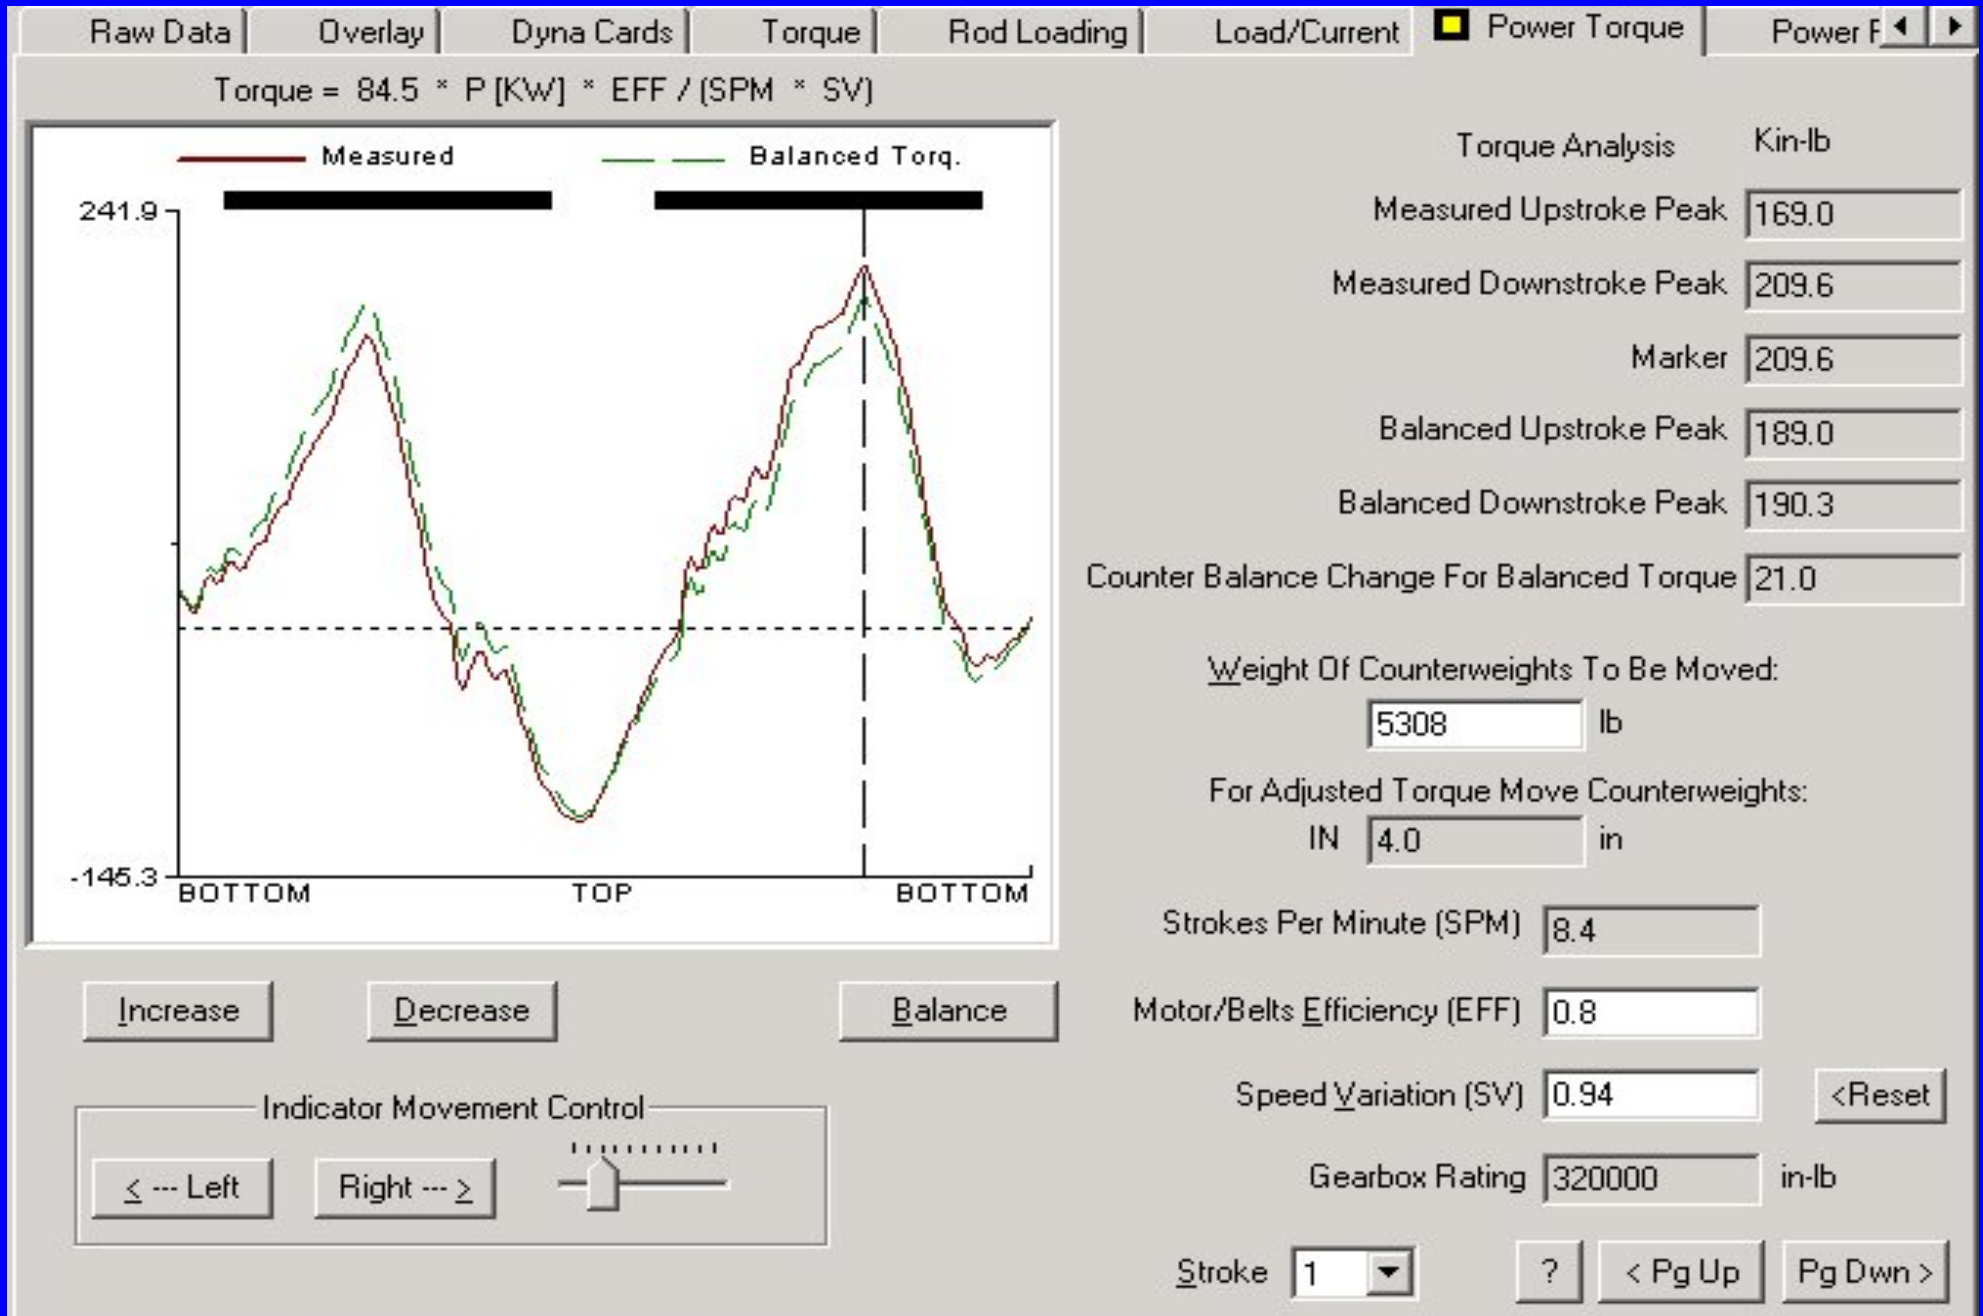 Raw Data Overlay Dyna Cards Torque Rod Loading Load/Current Power Torque
Torque = 84.5 * P [KW] * EFF / (SPM * SV)
Measured Balanced Torq.
241.9
-145.3
BOTTOM TOP BOTTOM
Increase Decrease Balance
Indicator Movement Control
< --- Left Right --- >
Torque Analysis Kin-lb
Measured Upstroke Peak 169.0
Measured Downstroke Peak 209.6
Marker 209.6
Balanced Upstroke Peak 189.0
Balanced Downstroke Peak 190.3
Counter Balance Change For Balanced Torque 21.0
Weight Of Counterweights To Be Moved:
5308 lb
For Adjusted Torque Move Counterweights:
IN 4.0 in
Strokes Per Minute (SPM) 8.4
Motor/Belts Efficiency (EFF) 0.8
Speed Variation (SV) 0.94 <Reset
Gearbox Rating 320000 in-lb
Stroke 1 ? < Pg Up Pg Dwn >